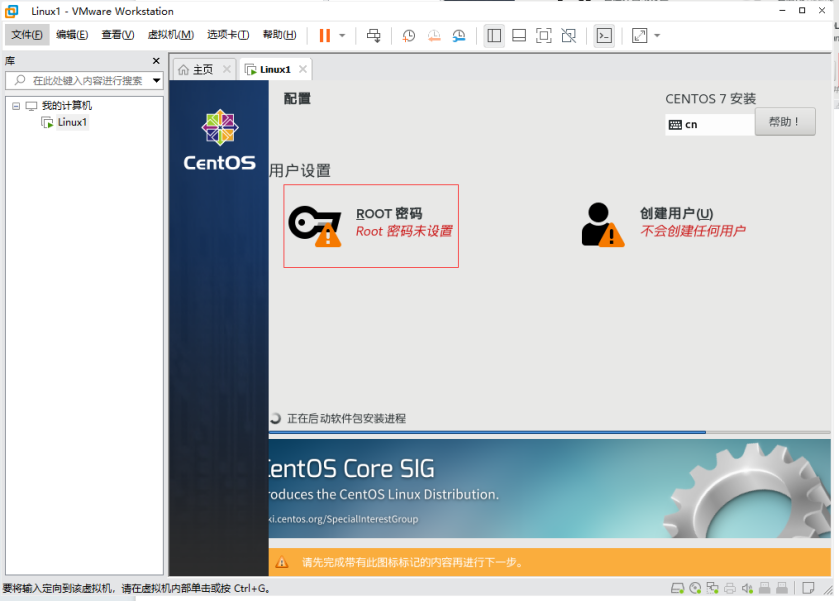 Linux1 - VMware Workstation
文件(F) 编辑(E) 查看(V) 虚拟机(M) 选项卡(T) 帮助(H)
库
在此处键入内容进行搜索
我的计算机
Linux1
主页
Linux1
CentOS
配置
CENTOS 7 安装
cn
帮助！
用户设置
ROOT 密码
Root 密码未设置
创建用户(U)
不会创建任何用户
正在启动软件包安装进程
CentOS Core SIG
roduces the CentOS Linux Distribution.
ki.centos.org/SpecialInterestGroup
请先完成带有此图标标记的内容再进行下一步。
要将输入定向到该虚拟机，请在虚拟机内部单击或按 Ctrl+G。